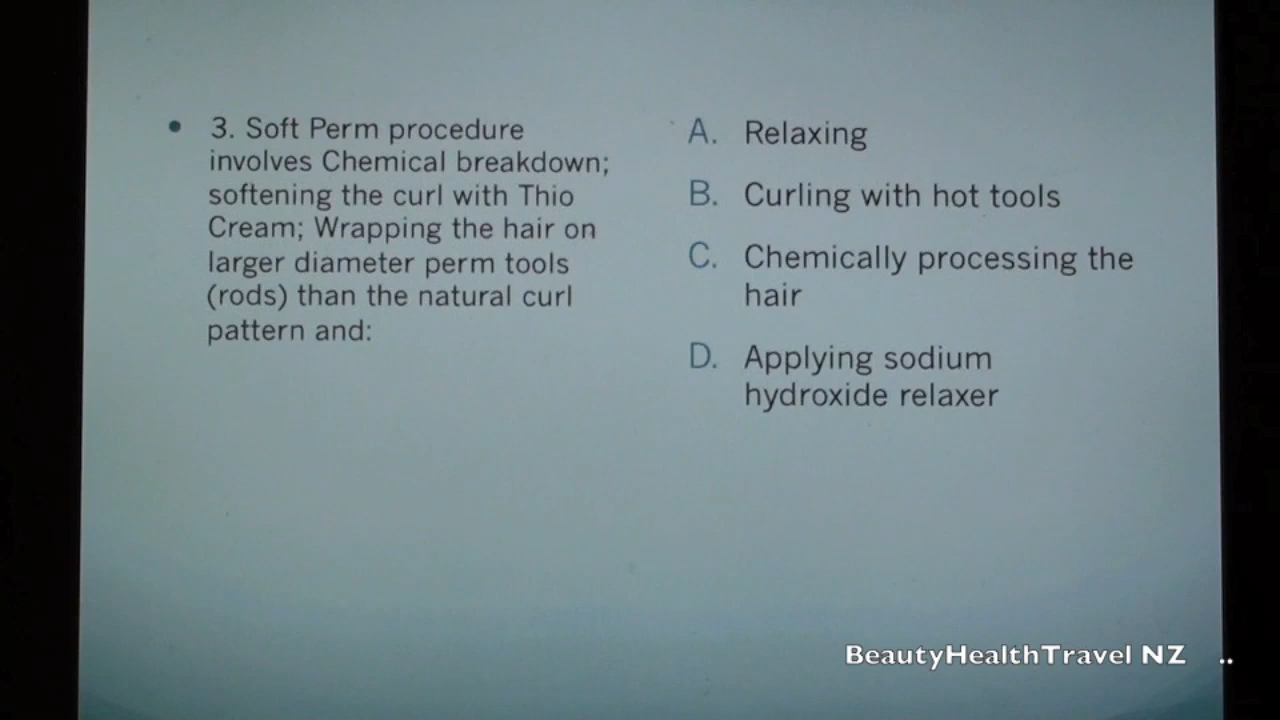 • 3. Soft Perm procedure
involves Chemical breakdown;
softening the curl with Thio
Cream; Wrapping the hair on
larger diameter perm tools
(rods) than the natural curl
pattern and:
A. Relaxing
B. Curling with hot tools
C. Chemically processing the
hair
D. Applying sodium
hydroxide relaxer
BeautyHealthTravel NZ ..